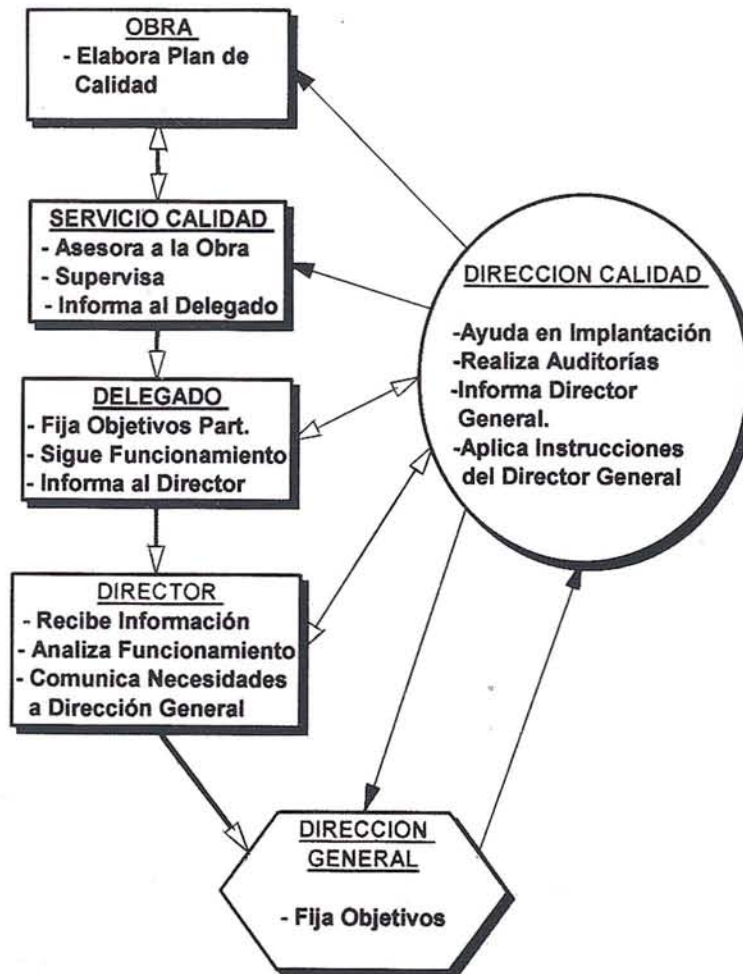 OBRA
- Elabora Plan de
Calidad
SERVICIO CALIDAD
- Asesora a la Obra
- Supervisa
- Informa al Delegado
DELEGADO
- Fija Objetivos Part.
- Sigue Funcionamiento
- Informa al Director
DIRECTOR
- Recibe Información
- Analiza Funcionamiento
- Comunica Necesidades
a Dirección General
DIRECCION CALIDAD
-Ayuda en Implantación
-Realiza Auditorías
-Informa Director
General.
-Aplica Instrucciones
del Director General
DIRECCION
GENERAL
- Fija Objetivos